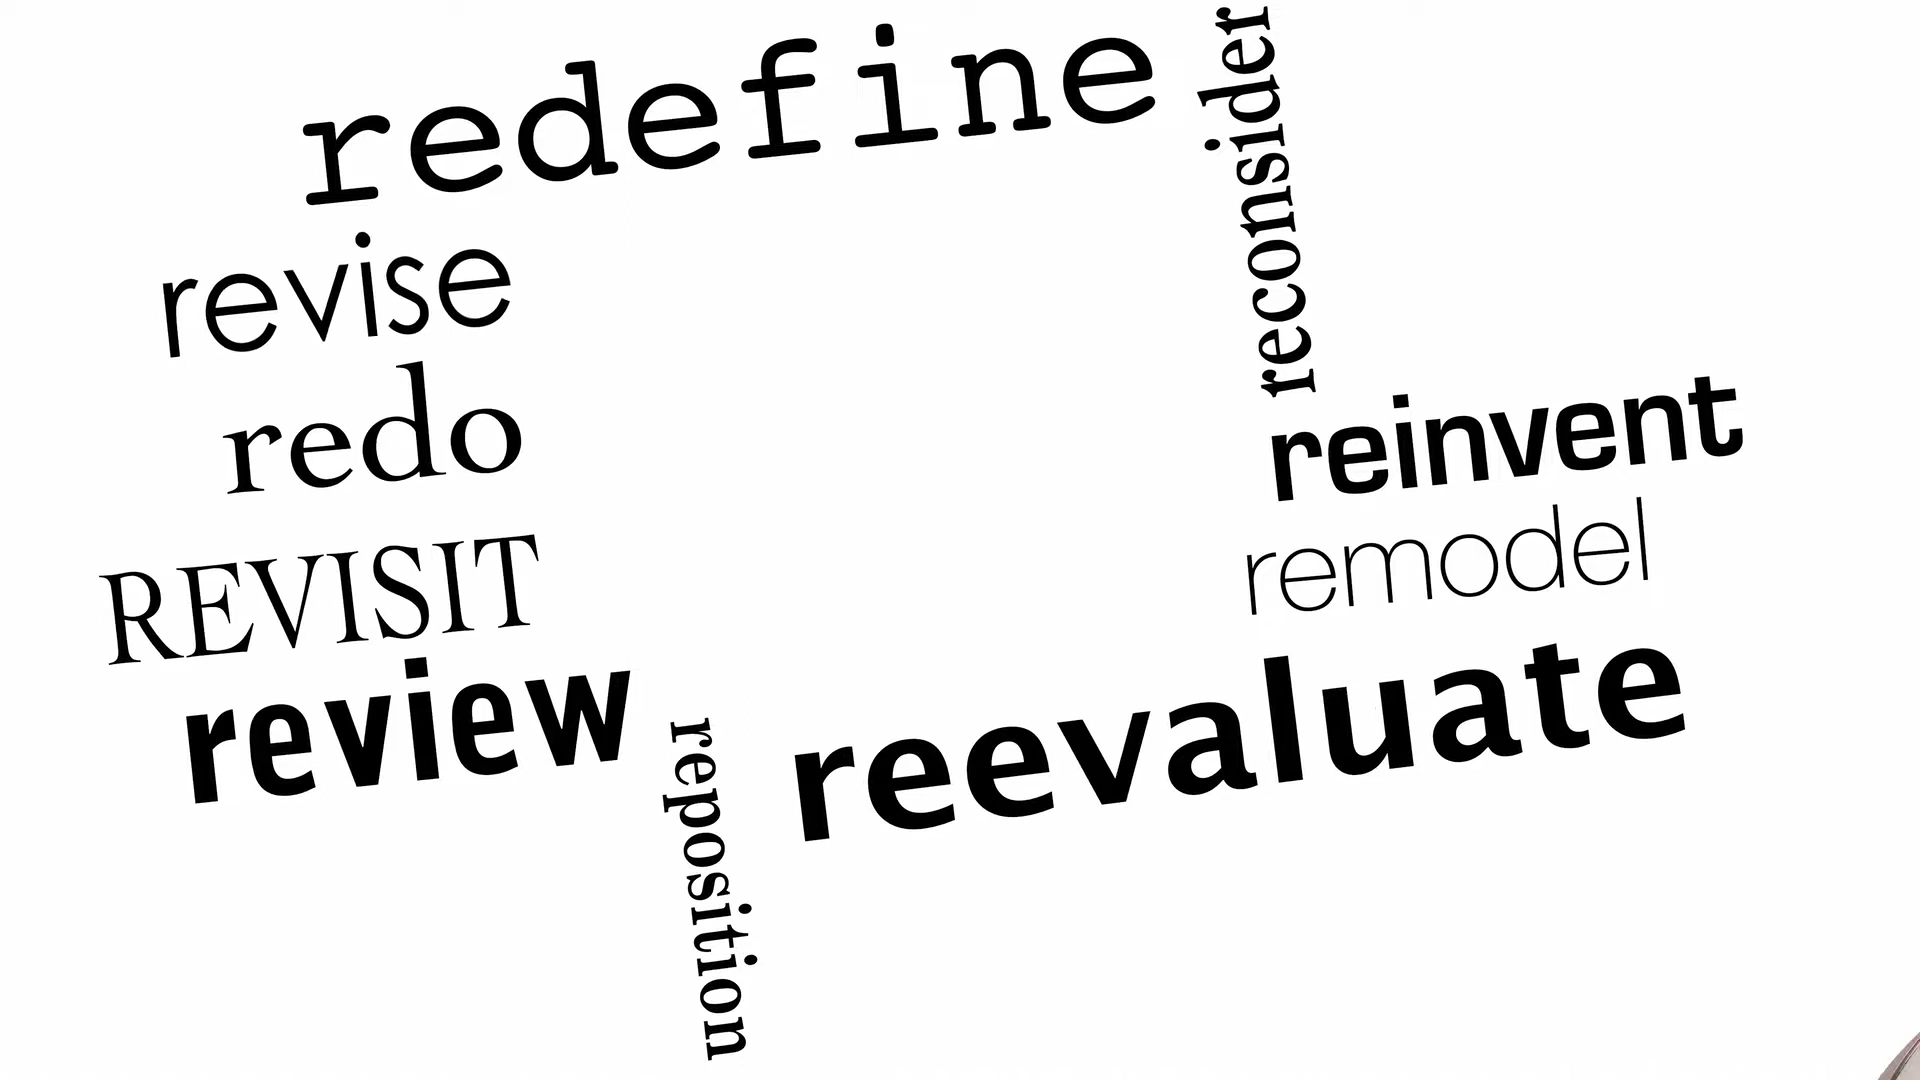 redefine
reconsider
revise
redo
reinvent
REVISIT
remodel
review
reevaluate
reposition